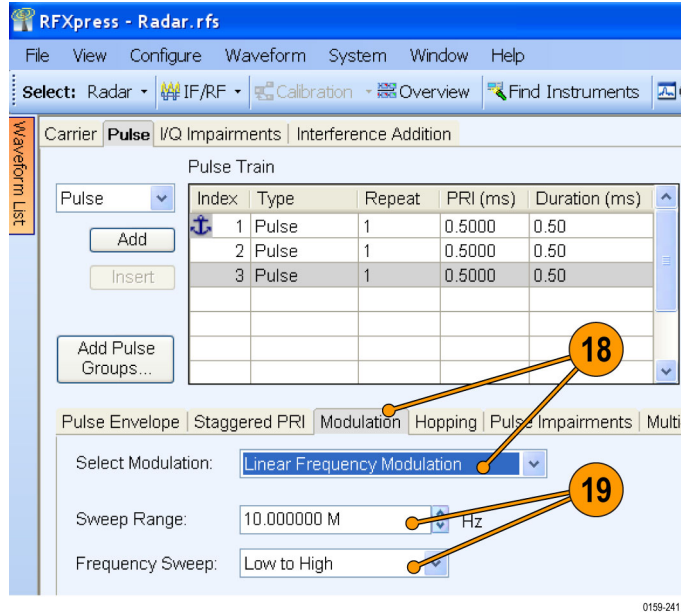 RFXpress - Radar.rfs
File View Configure Waveform System Window Help
Select: Radar IF/RF Calibration Overview Find Instruments
Waveform List
Carrier Pulse I/Q Impairments Interference Addition
Pulse Train
Pulse
Add
Insert
Add Pulse
Groups...
Index Type Repeat PRI (ms) Duration (ms)
1 Pulse 1 0.5000 0.50
2 Pulse 1 0.5000 0.50
3 Pulse 1 0.5000 0.50
18
Pulse Envelope Staggered PRI Modulation Hopping Pulse Impairments Multi
Select Modulation: Linear Frequency Modulation
19
Sweep Range: 10.000000 M Hz
Frequency Sweep: Low to High
0159-241